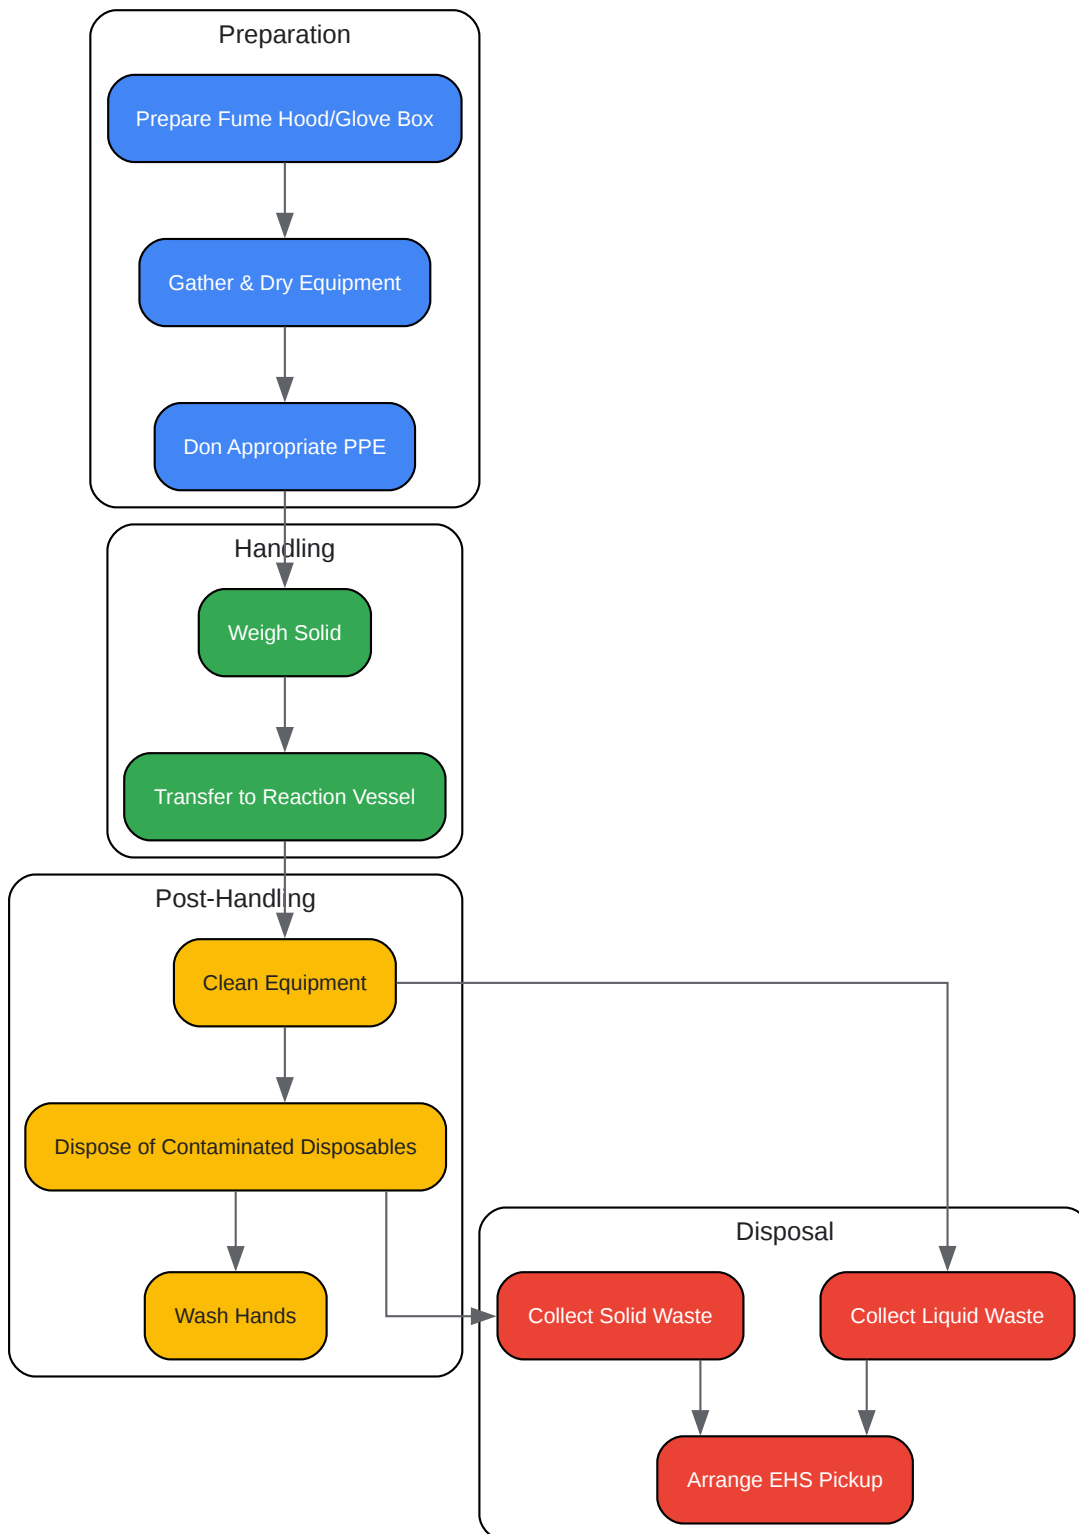 Preparation
Prepare Fume Hood/Glove Box
Gather & Dry Equipment
Don Appropriate PPE
Handling
Weigh Solid
Transfer to Reaction Vessel
Post-Handling
Clean Equipment
Dispose of Contaminated Disposables
Wash Hands
Disposal
Collect Solid Waste
Collect Liquid Waste
Arrange EHS Pickup